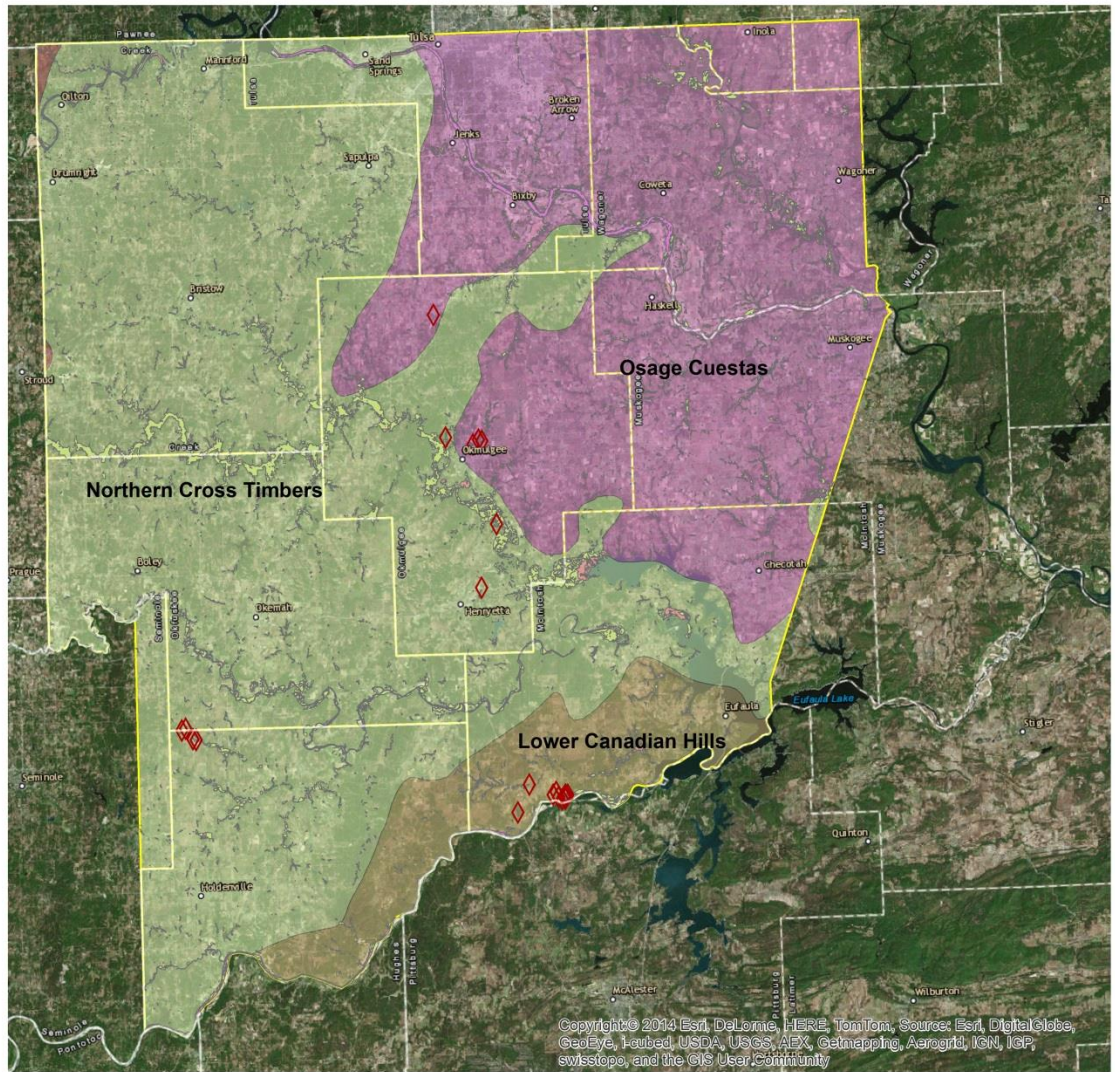 Pawnee
Creek
Tulsa
Inola
Mannford
Sand
Springs
Oilton
Tulsa
Broken
Arrow
Jenks
Sapulpa
Drumright
Wagoner
Coweta
Bixby
Tulsa
Wagoner
Wagoner
Bristow
Haskell
Muskogee
Stroud
Osage Cuestas
Muskogee
Creek
Okmulgee
Northern Cross Timbers
McIntosh
Muskogee
Okmulgee
Prague
Boley
Checotah
Seminole
Okfuskee
Okemah
Henryetta
McIntosh
Eufaula Lake
Eufaula
Stigler
Lower Canadian Hills
Seminole
Quinton
Holdenville
Hughes
Pittsburg
McAlester
Pittsburg
Latimer
Wilburton
Seminole
Pontotoc
Copyright:© 2014 Esri, DeLorme, HERE, TomTom, Source: Esri, DigitalGlobe,
GeoEye, i-cubed, USDA, USGS, AEX, Getmapping, Aerogrid, IGN, IGP,
swisstopo, and the GIS User Community